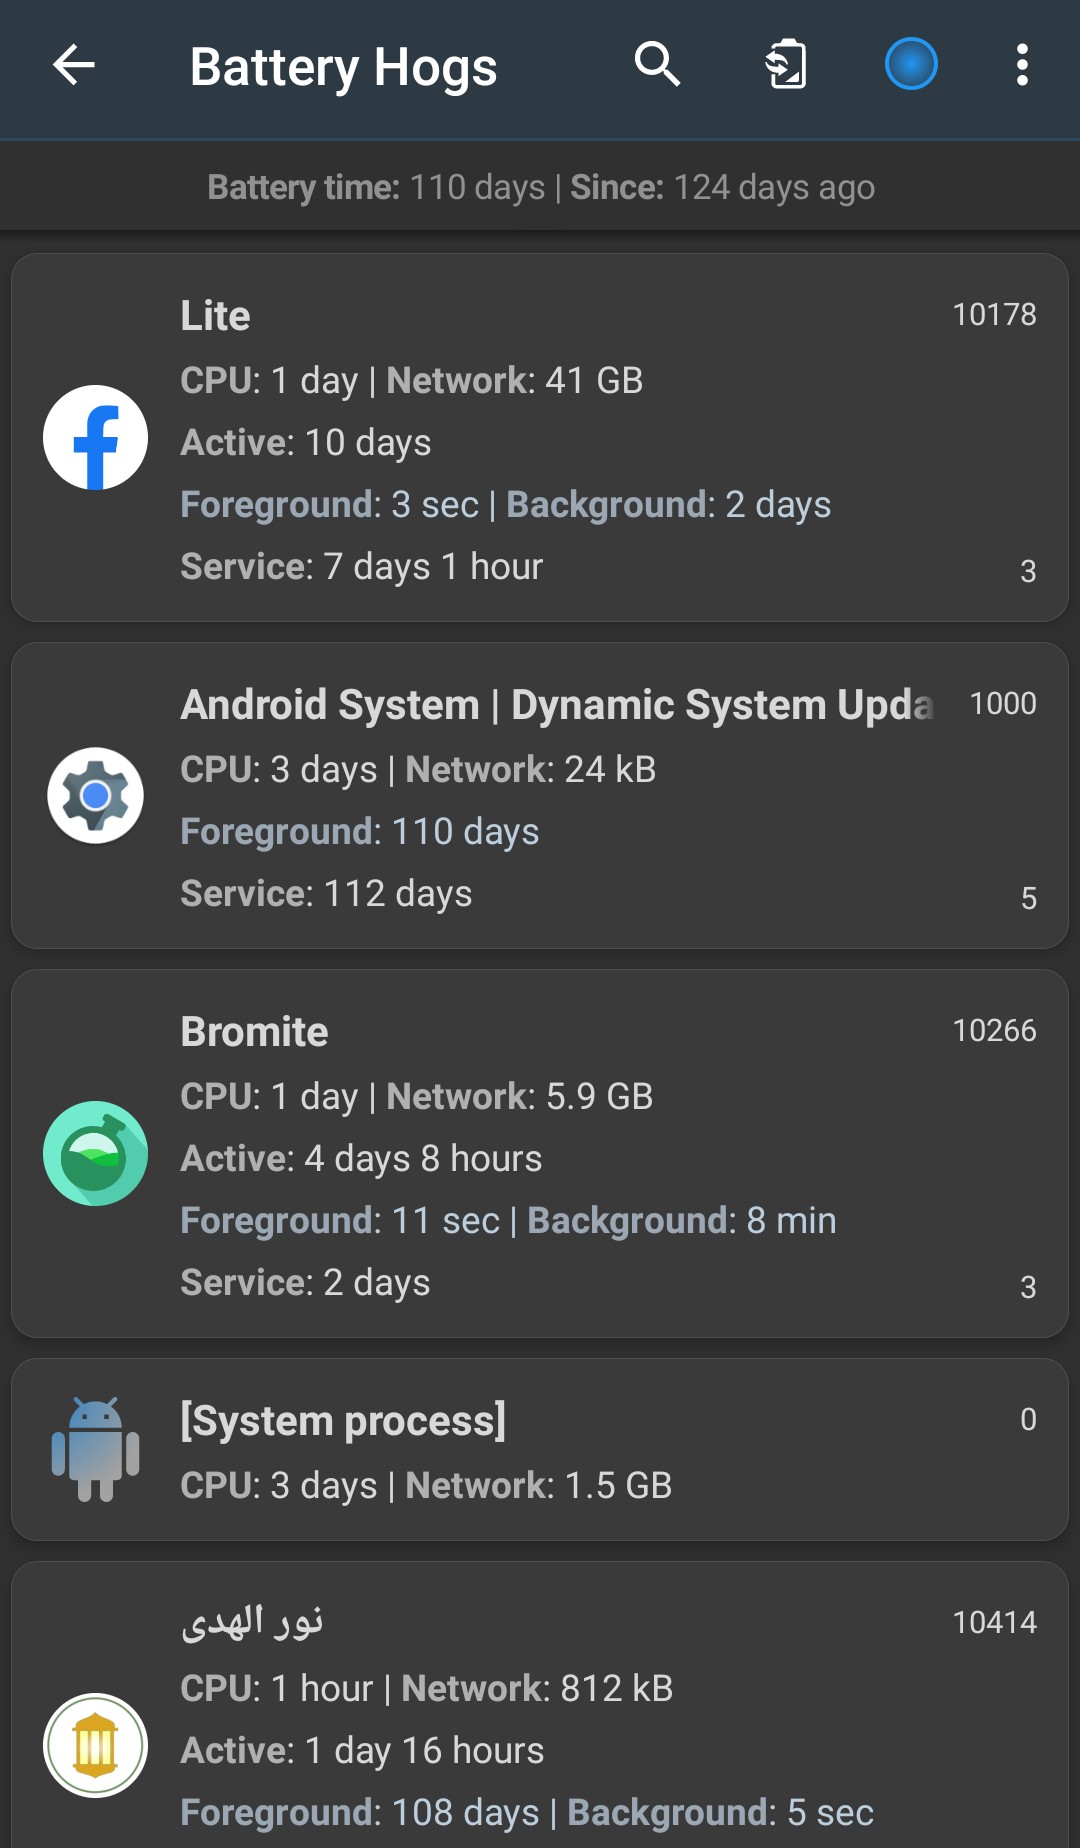 Battery Hogs
Battery time: 110 days | Since: 124 days ago
Lite
10178
CPU: 1 day | Network: 41 GB
Active: 10 days
Foreground: 3 sec | Background: 2 days
Service: 7 days 1 hour
3
Android System | Dynamic System Upda
1000
CPU: 3 days | Network: 24 kB
Foreground: 110 days
Service: 112 days
5
Bromite
10266
CPU: 1 day | Network: 5.9 GB
Active: 4 days 8 hours
Foreground: 11 sec | Background: 8 min
Service: 2 days
3
[System process]
0
CPU: 3 days | Network: 1.5 GB
نور الهدى
10414
CPU: 1 hour | Network: 812 kB
Active: 1 day 16 hours
Foreground: 108 days | Background: 5 sec